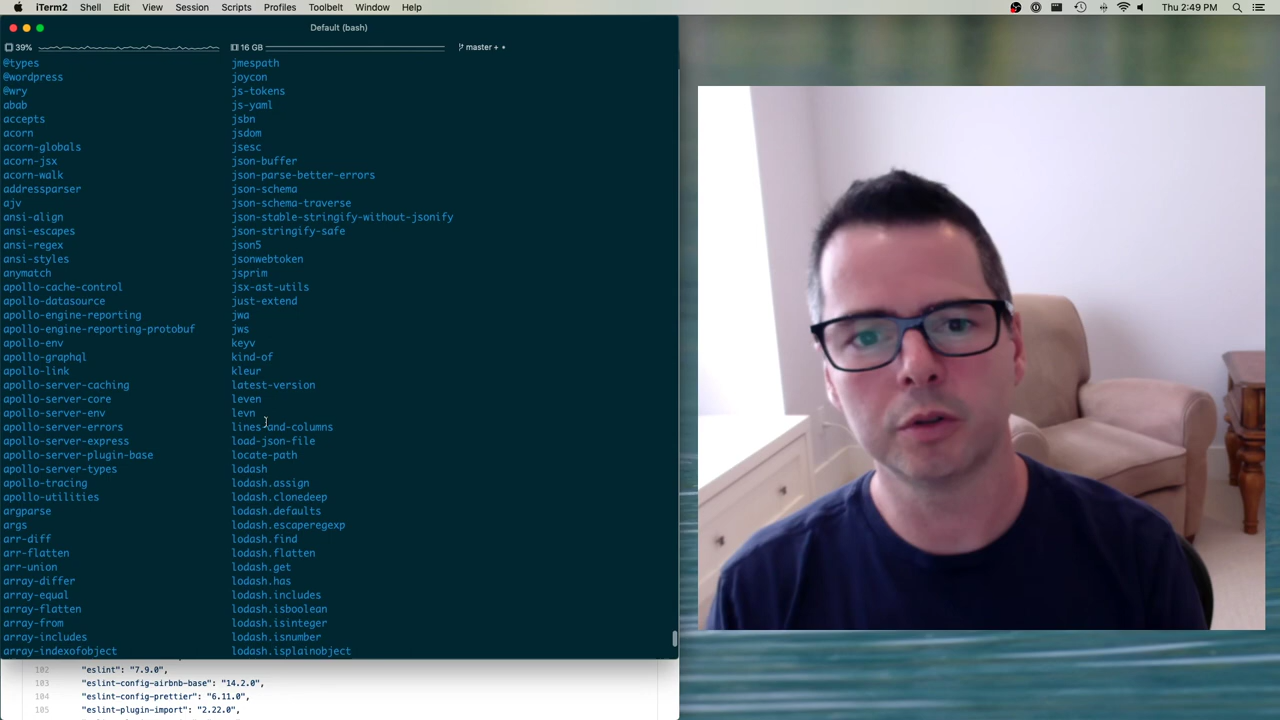 iTerm2 Shell Edit View Session Scripts Profiles Toolbelt Window Help Thu 2:49 PM
Default (bash)
39% 16 GB master + +
@types
@wordpress
@wry
abab
accepts
acorn
acorn-globals
acorn-jsx
acorn-walk
addressparser
ajv
ansi-align
ansi-escapes
ansi-regex
ansi-styles
anymatch
apollo-cache-control
apollo-datasource
apollo-engine-reporting
apollo-engine-reporting-protobuf
apollo-env
apollo-graphql
apollo-link
apollo-server-caching
apollo-server-core
apollo-server-env
apollo-server-errors
apollo-server-express
apollo-server-plugin-base
apollo-server-types
apollo-tracing
apollo-utilities
argparse
args
arr-diff
arr-flatten
arr-union
array-differ
array-equal
array-flatten
array-from
array-includes
array-indexofobject
jmespath
joycon
js-tokens
js-yaml
jsbn
jsdom
jsesc
json-buffer
json-parse-better-errors
json-schema
json-schema-traverse
json-stable-stringify-without-jsonify
json-stringify-safe
json5
jsonwebtoken
jsprim
jsx-ast-utils
just-extend
jwa
jws
keyv
kind-of
kleur
latest-version
leven
levn
lines-and-columns
load-json-file
locate-path
lodash
lodash.assign
lodash.clonedeep
lodash.defaults
lodash.escaperegexp
lodash.find
lodash.flatten
lodash.get
lodash.has
lodash.includes
lodash.isboolean
lodash.isinteger
lodash.isnumber
lodash.isplainobject
102 "eslint": "7.9.0",
103 "eslint-config-airbnb-base": "14.2.0",
104 "eslint-config-prettier": "6.11.0",
105 "eslint-plugin-import": "2.22.0",